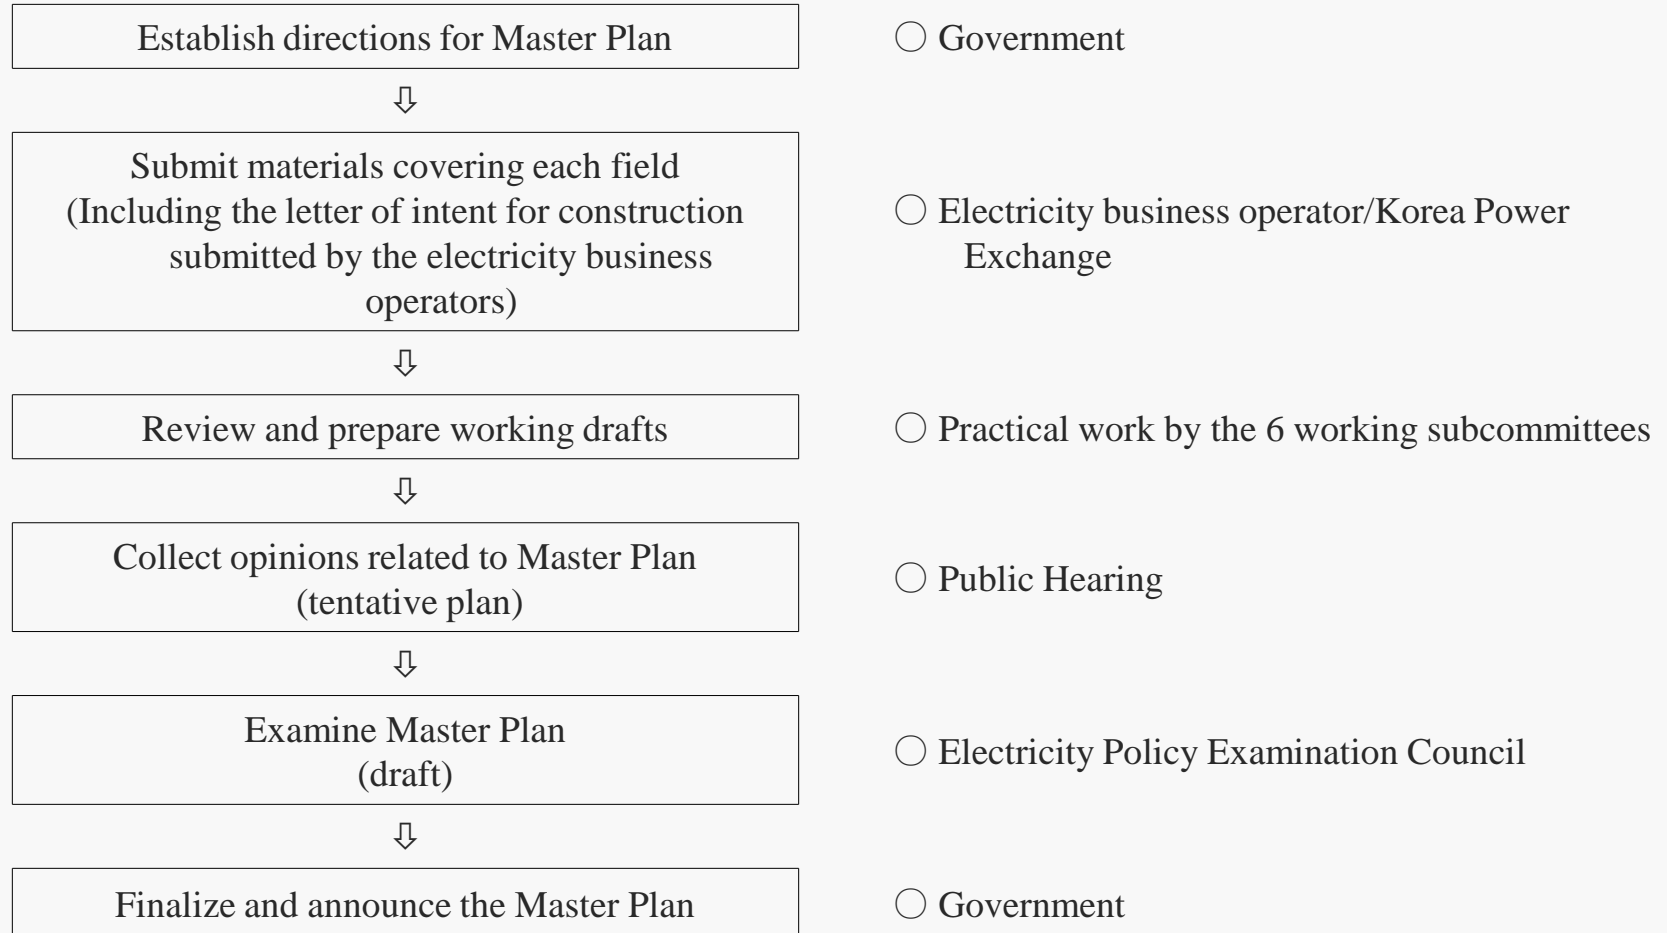 Establish directions for Master Plan
○ Government
⇩
Submit materials covering each field
(Including the letter of intent for construction
submitted by the electricity business
operators)
○ Electricity business operator/Korea Power
Exchange
⇩
Review and prepare working drafts
○ Practical work by the 6 working subcommittees
⇩
Collect opinions related to Master Plan
(tentative plan)
○ Public Hearing
⇩
Examine Master Plan
(draft)
○ Electricity Policy Examination Council
⇩
Finalize and announce the Master Plan
○ Government